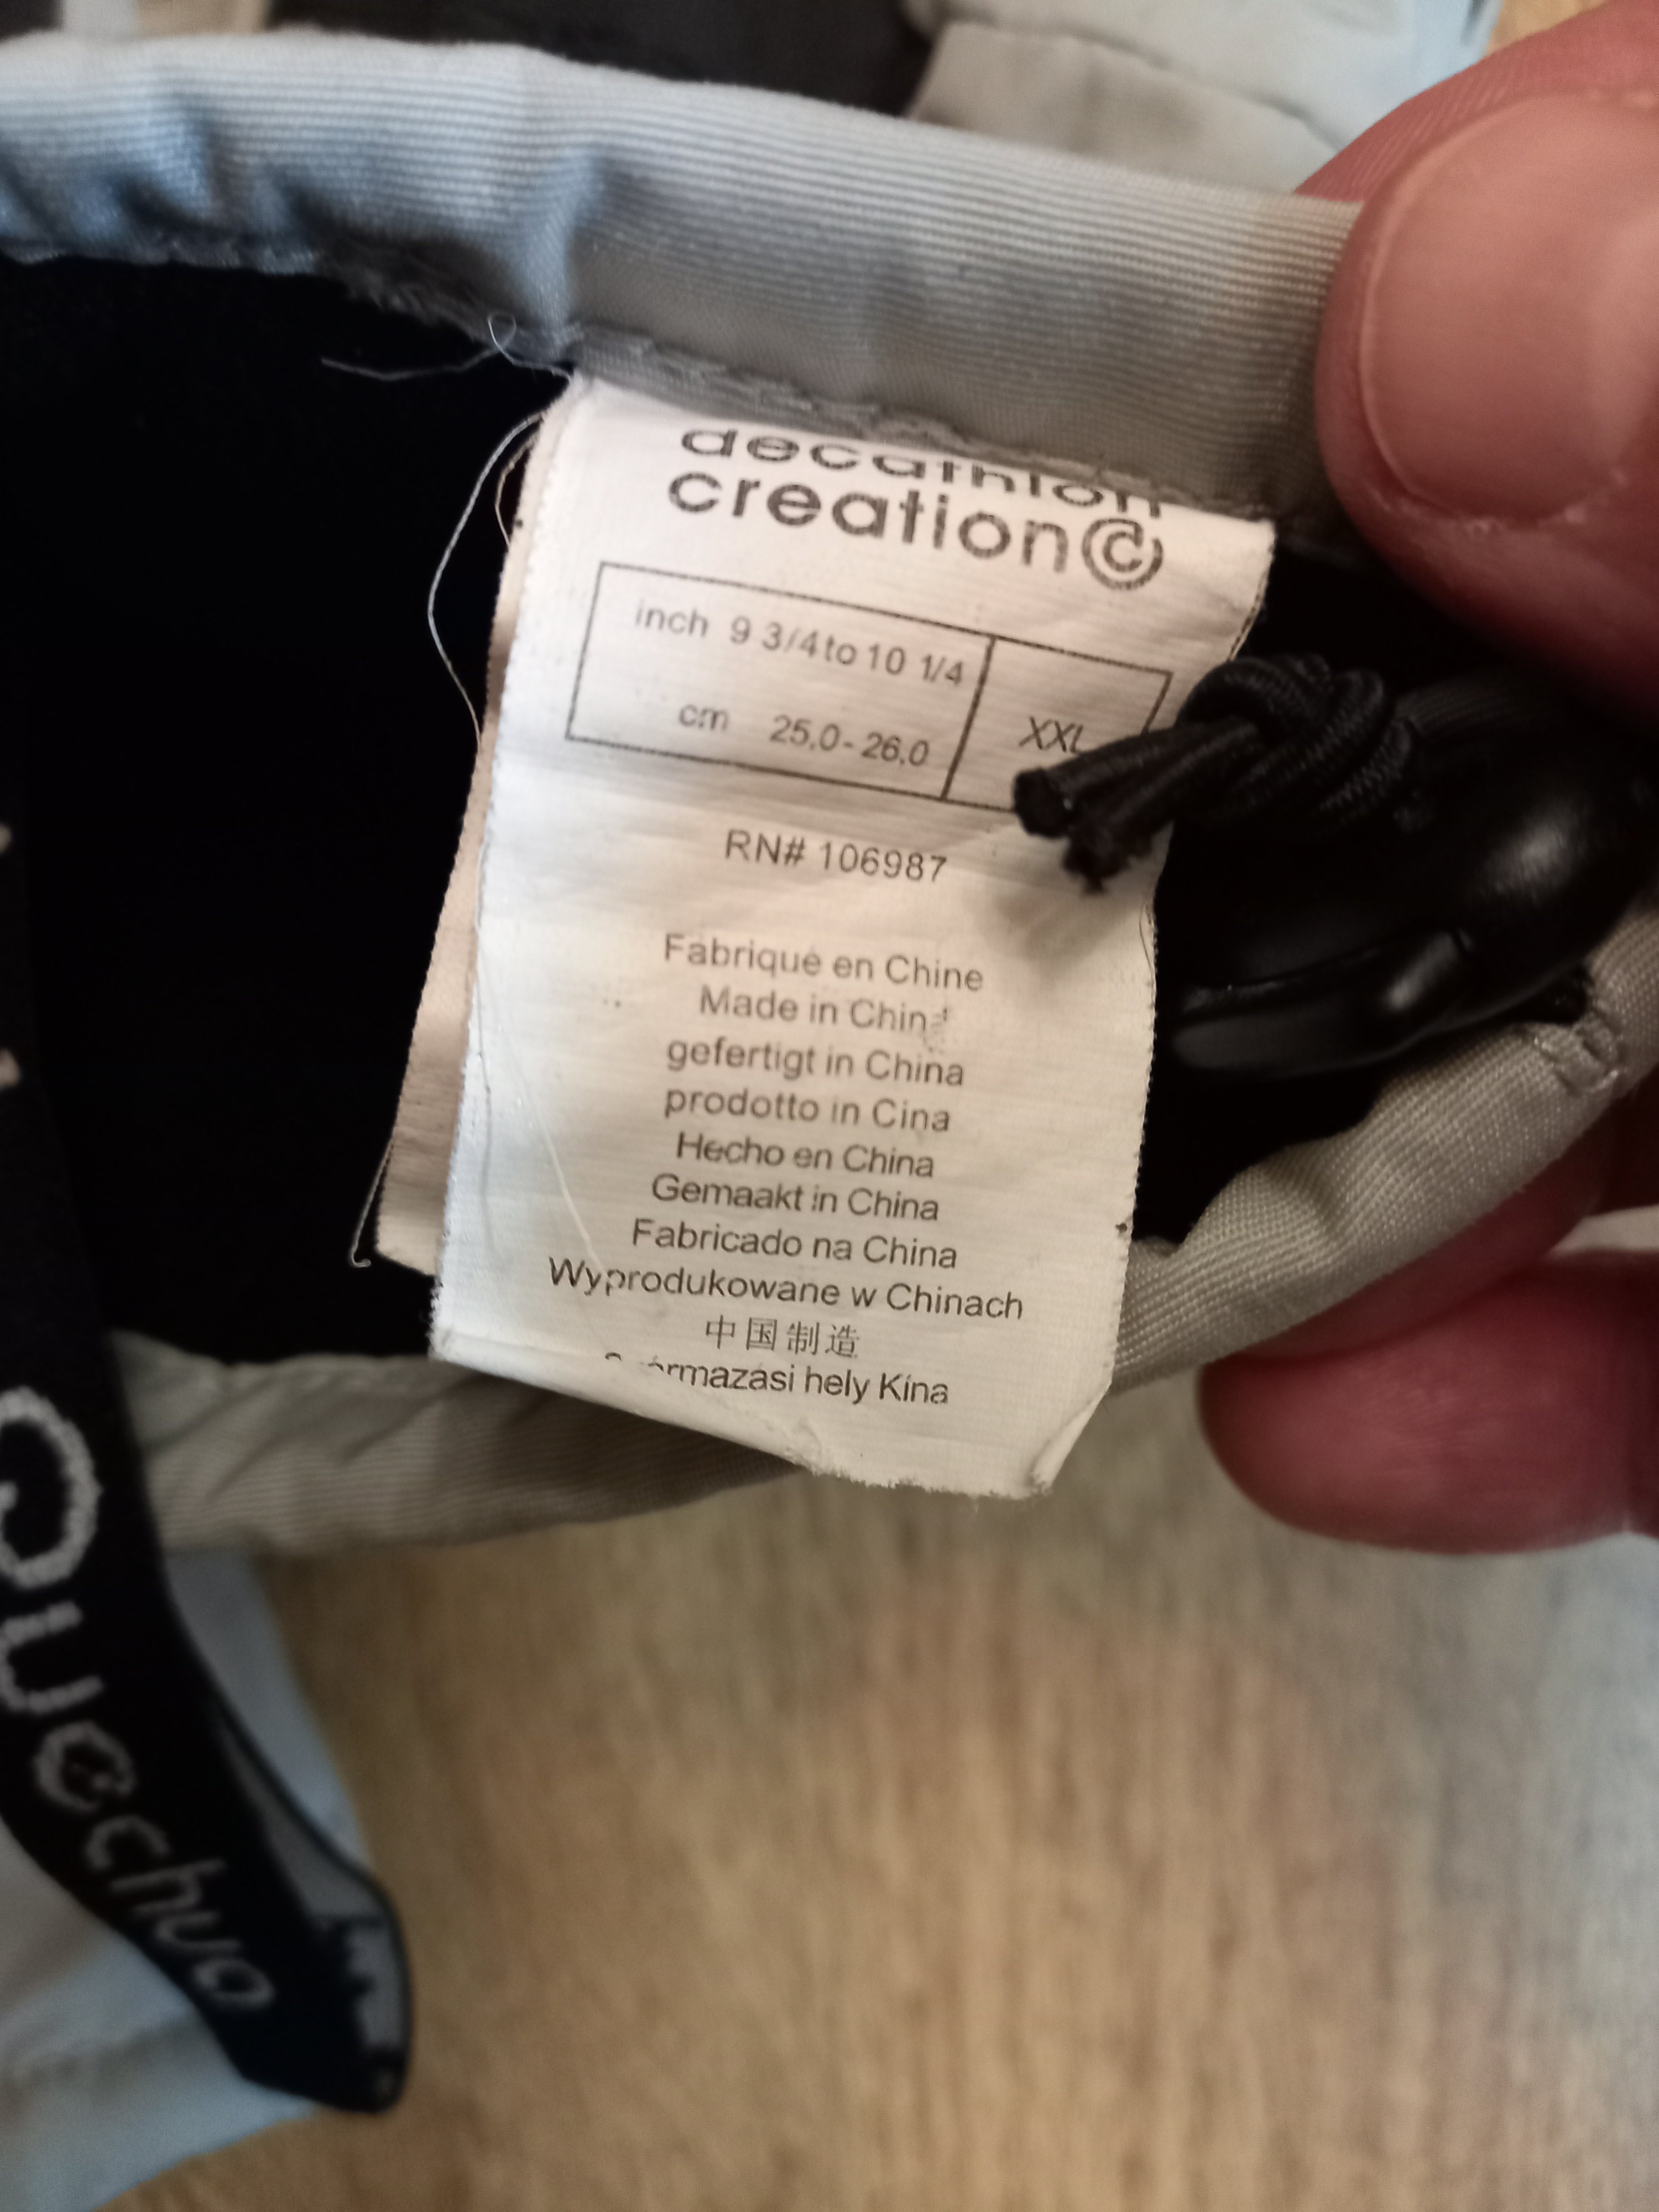 decathlon
creation©
inch 9 3/4 to 10 1/4
cm 25,0-26,0
XXL
RN# 106987
Fabriqué en Chine
Made in China
gefertigt in China
prodotto in Cina
Hecho en China
Gemaakt in China
Fabricado na China
Wyprodukowane w Chinach
中国制造
hely Kína
Quechua